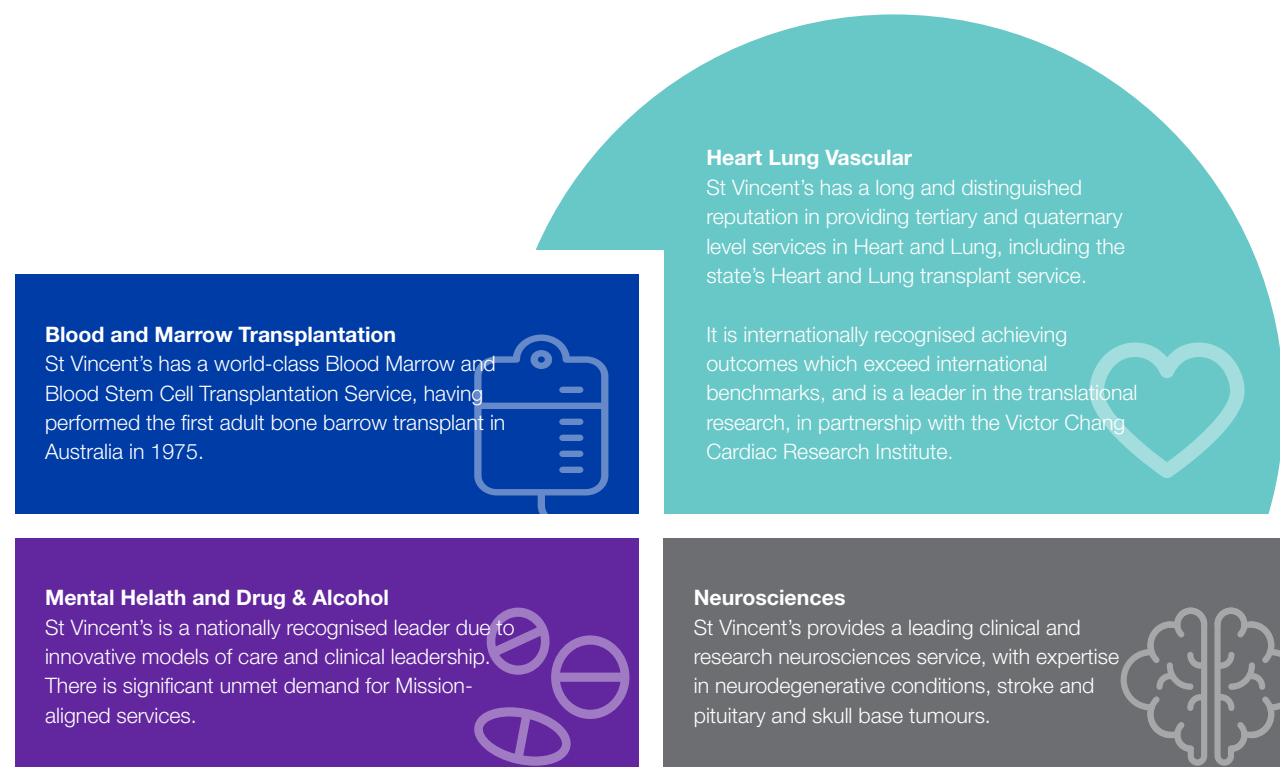 Heart Lung Vascular
St Vincent’s has a long and distinguished
reputation in providing tertiary and quaternary
level services in Heart and Lung, including the
state’s Heart and Lung transplant service.
It is internationally recognised achieving
outcomes which exceed international
benchmarks, and is a leader in the translational
research, in partnership with the Victor Chang
Cardiac Research Institute.
Blood and Marrow Transplantation
St Vincent’s has a world-class Blood Marrow and
Blood Stem Cell Transplantation Service, having
performed the first adult bone barrow transplant in
Australia in 1975.
Mental Helath and Drug & Alcohol
St Vincent’s is a nationally recognised leader due to
innovative models of care and clinical leadership.
There is significant unmet demand for Mission-
aligned services.
Neurosciences
St Vincent’s provides a leading clinical and
research neurosciences service, with expertise
in neurodegenerative conditions, stroke and
pituitary and skull base tumours.